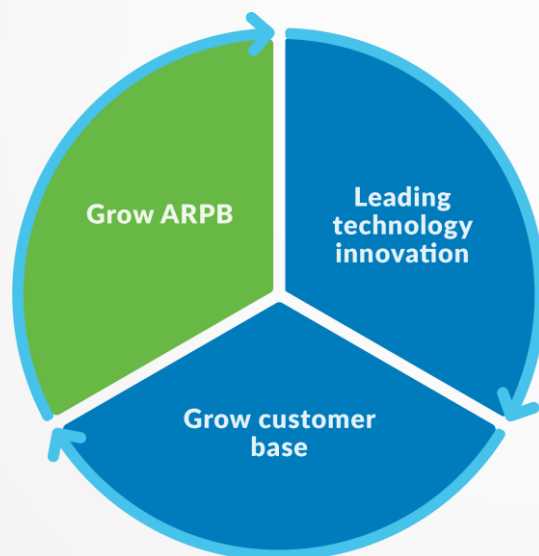 Grow ARPB
Leading
technology
innovation
Grow customer
base